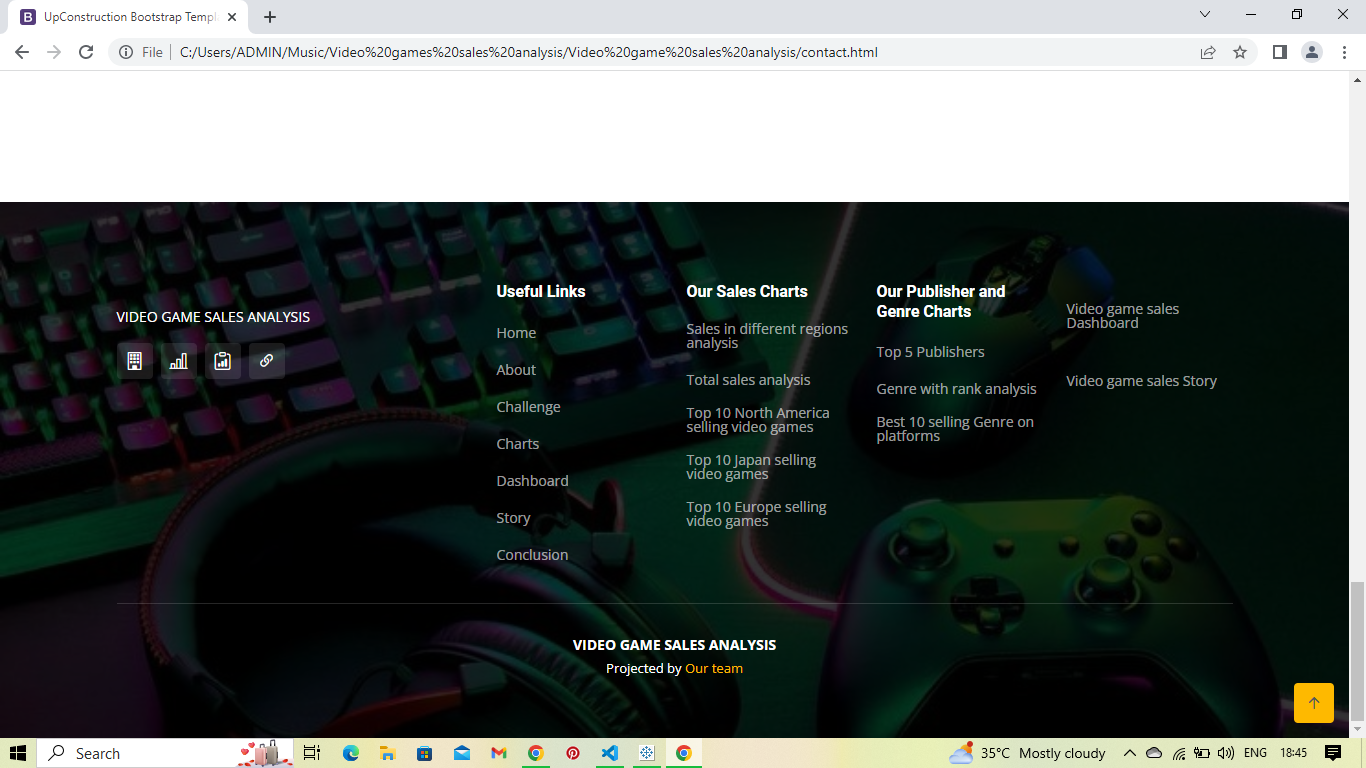 UpConstruction Bootstrap Templ
File
C:/Users/ADMIN/Music/Video%20games%20sales%20analysis/Video%20game%20sales%20analysis/contact.html
VIDEO GAME SALES ANALYSIS
Useful Links
Home
About
Challenge
Charts
Dashboard
Story
Conclusion
Our Sales Charts
Sales in different regions
analysis
Total sales analysis
Top 10 North America
selling video games
Top 10 Japan selling
video games
Top 10 Europe selling
video games
Our Publisher and
Genre Charts
Top 5 Publishers
Genre with rank analysis
Best 10 selling Genre on
platforms
Video game sales
Dashboard
Video game sales Story
VIDEO GAME SALES ANALYSIS
Projected by Our team
Search
35°C Mostly cloudy
ENG
18:45